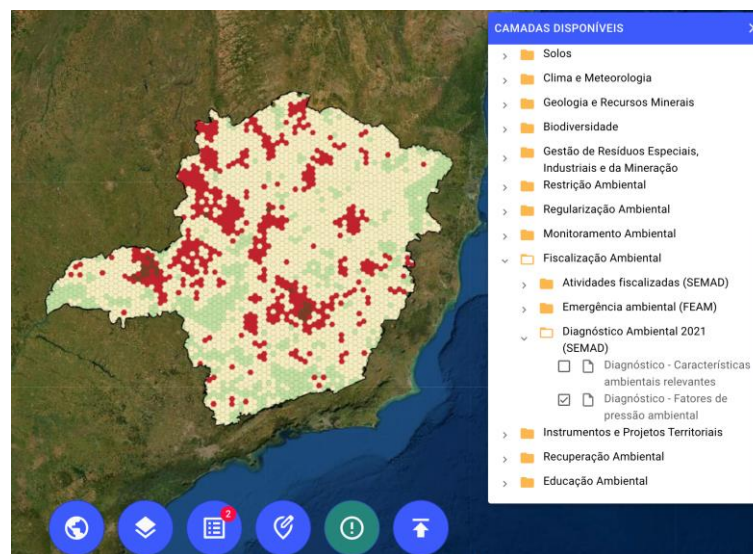 CAMADAS DISPONÍVEIS
Solos
Clima e Meteorologia
Geologia e Recursos Minerais
Biodiversidade
Gestão de Resíduos Especiais,
Industriais e da Mineração
Restrição Ambiental
Regularização Ambiental
Monitoramento Ambiental
Fiscalização Ambiental
Atividades fiscalizadas (SEMAD)
Emergência ambiental (FEAM)
Diagnóstico Ambiental 2021
(SEMAD)
Diagnóstico - Características
ambientais relevantes
Diagnóstico - Fatores de
pressão ambiental
Instrumentos e Projetos Territoriais
Recuperação Ambiental
Educação Ambiental
2